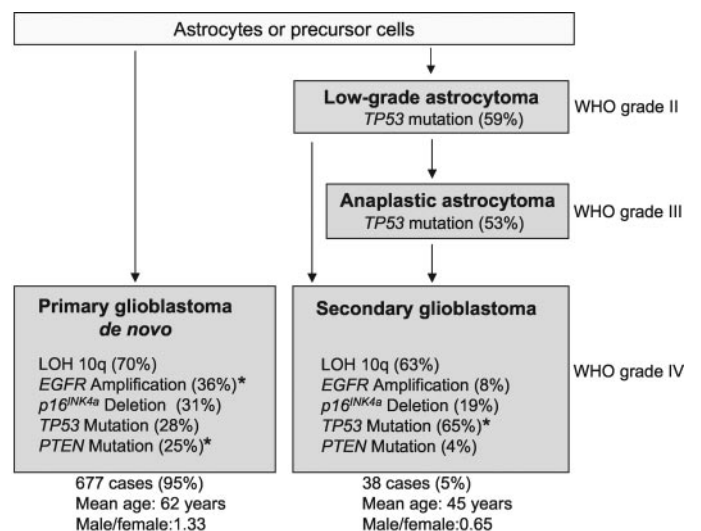 Astrocytes or precursor cells
Low-grade astrocytoma
TP53 mutation (59%)
WHO grade II
Anaplastic astrocytoma
TP53 mutation (53%)
WHO grade III
Primary glioblastoma
de novo
LOH 10q (70%)
EGFR Amplification (36%)*
p16INK4a Deletion (31%)
TP53 Mutation (28%)
PTEN Mutation (25%)*
677 cases (95%)
Mean age: 62 years
Male/female:1.33
Secondary glioblastoma
LOH 10q (63%)
EGFR Amplification (8%)
p16INK4a Deletion (19%)
TP53 Mutation (65%)*
PTEN Mutation (4%)
38 cases (5%)
Mean age: 45 years
Male/female:0.65
WHO grade IV